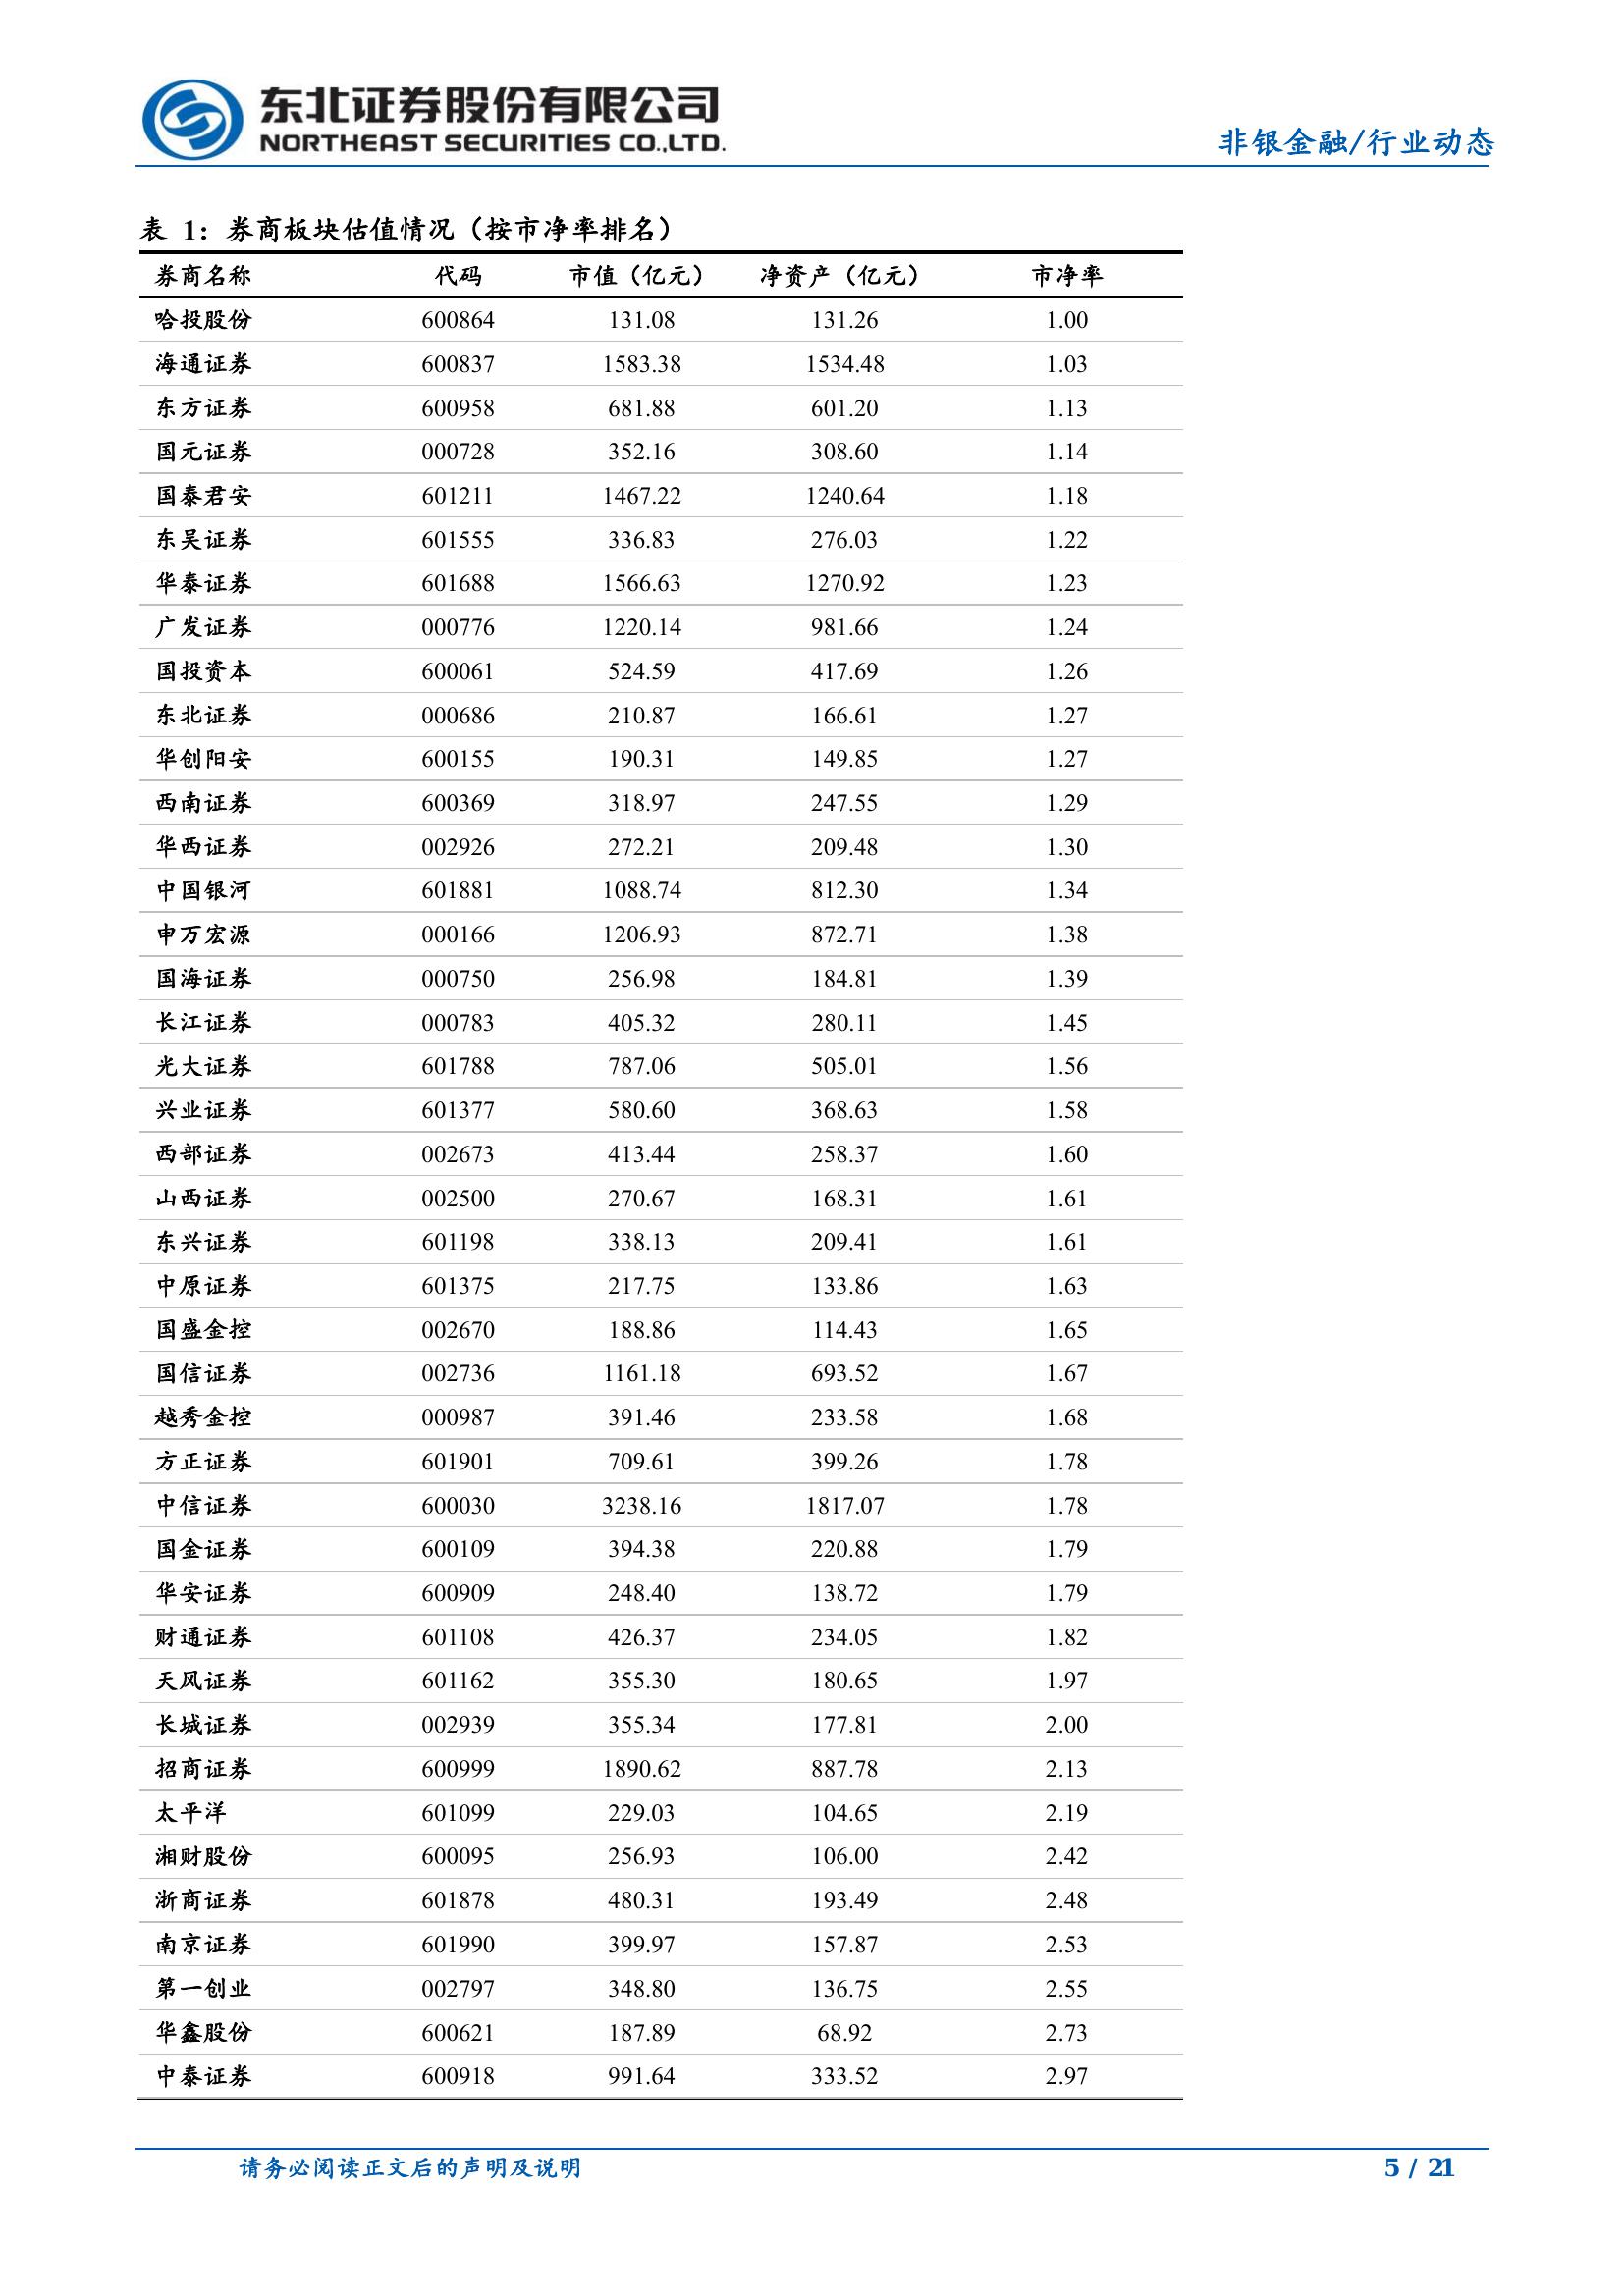 东北证券股份有限公司
NORTHEAST SECURITIES CO.,LTD.
非银金融/行业动态
表 1：券商板块估值情况（按市净率排名）
券商名称 代码 市值（亿元） 净资产（亿元） 市净率
哈投股份 600864 131.08 131.26 1.00
海通证券 600837 1583.38 1534.48 1.03
东方证券 600958 681.88 601.20 1.13
国元证券 000728 352.16 308.60 1.14
国泰君安 601211 1467.22 1240.64 1.18
东吴证券 601555 336.83 276.03 1.22
华泰证券 601688 1566.63 1270.92 1.23
广发证券 000776 1220.14 981.66 1.24
国投资本 600061 524.59 417.69 1.26
东北证券 000686 210.87 166.61 1.27
华创阳安 600155 190.31 149.85 1.27
西南证券 600369 318.97 247.55 1.29
华西证券 002926 272.21 209.48 1.30
中国银河 601881 1088.74 812.30 1.34
申万宏源 000166 1206.93 872.71 1.38
国海证券 000750 256.98 184.81 1.39
长江证券 000783 405.32 280.11 1.45
光大证券 601788 787.06 505.01 1.56
兴业证券 601377 580.60 368.63 1.58
西部证券 002673 413.44 258.37 1.60
山西证券 002500 270.67 168.31 1.61
东兴证券 601198 338.13 209.41 1.61
中原证券 601375 217.75 133.86 1.63
国盛金控 002670 188.86 114.43 1.65
国信证券 002736 1161.18 693.52 1.67
越秀金控 000987 391.46 233.58 1.68
方正证券 601901 709.61 399.26 1.78
中信证券 600030 3238.16 1817.07 1.78
国金证券 600109 394.38 220.88 1.79
华安证券 600909 248.40 138.72 1.79
财通证券 601108 426.37 234.05 1.82
天风证券 601162 355.30 180.65 1.97
长城证券 002939 355.34 177.81 2.00
招商证券 600999 1890.62 887.78 2.13
太平洋 601099 229.03 104.65 2.19
湘财股份 600095 256.93 106.00 2.42
浙商证券 601878 480.31 193.49 2.48
南京证券 601990 399.97 157.87 2.53
第一创业 002797 348.80 136.75 2.55
华鑫股份 600621 187.89 68.92 2.73
中泰证券 600918 991.64 333.52 2.97
请务必阅读正文后的声明及说明 5 / 21